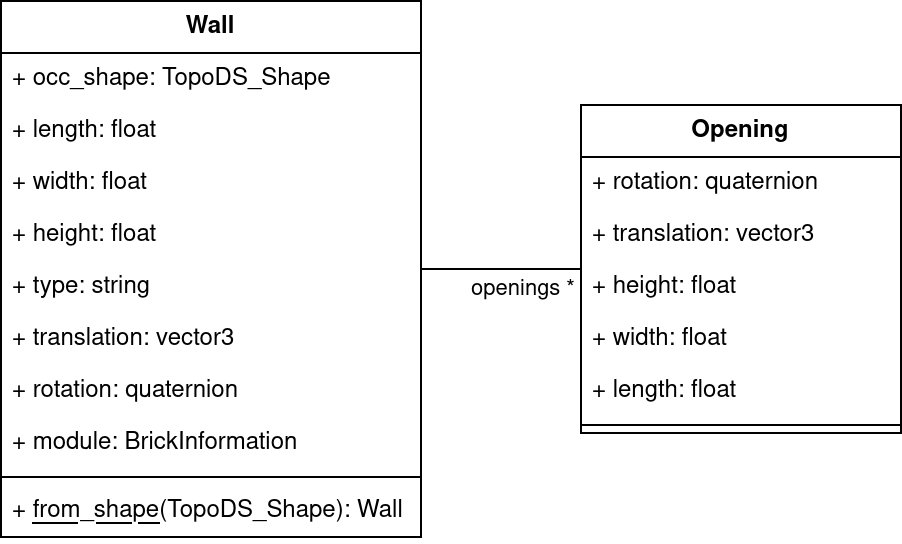 Wall
+ occ_shape: TopoDS_Shape
+ length: float
+ width: float
+ height: float
+ type: string
+ translation: vector3
+ rotation: quaternion
+ module: BrickInformation
+ from_shape(TopoDS_Shape): Wall
openings *
Opening
+ rotation: quaternion
+ translation: vector3
+ height: float
+ width: float
+ length: float